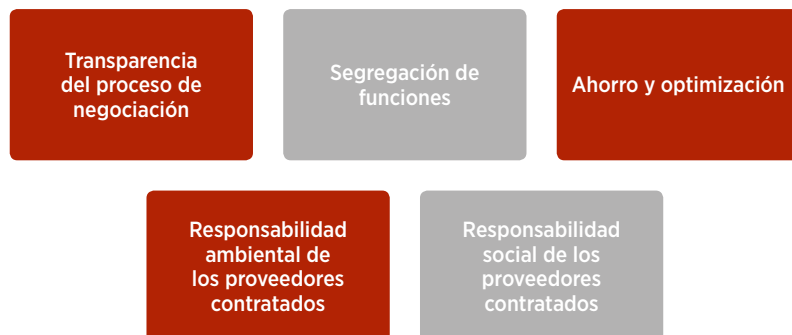 Transparencia
del proceso de
negociación
Segregación de
funciones
Ahorro y optimización
Responsabilidad
ambiental de
los proveedores
contratados
Responsabilidad
social de los
proveedores
contratados